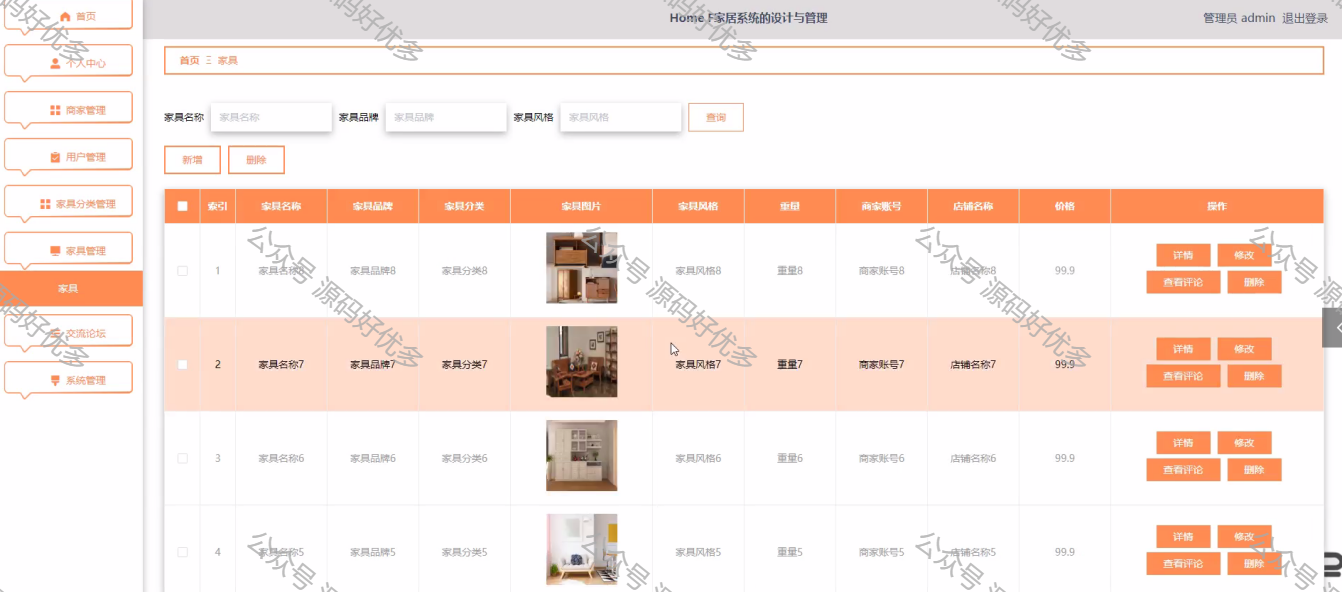 首页
Home F家居系统的设计与管理
管理员 admin 退出登录
个人中心
首页 Ξ 家具
商家管理
家具名称 家具名称 家具品牌 家具品牌 家具风格 家具风格 查询
用户管理
新增 删除
家具分类管理
索引 家具名称 家具品牌 家具分类 家具图片 家具风格 重量 商家账号 店铺名称 价格 操作
家具管理
家具
交流论坛
系统管理
1 家具名称8 家具品牌8 家具分类8 家具风格8 重量8 商家账号8 店铺名称8 99.9
详情 修改
查看评论 删除
2 家具名称7 家具品牌7 家具分类7 家具风格7 重量7 商家账号7 店铺名称7 99.9
详情 修改
查看评论 删除
3 家具名称6 家具品牌6 家具分类6 家具风格6 重量6 商家账号6 店铺名称6 99.9
详情 修改
查看评论 删除
4 家具名称5 家具品牌5 家具分类5 家具风格5 重量5 商家账号5 店铺名称5 99.9
详情 修改
查看评论 删除
公众号 源码好优多
公众号 源码好优多